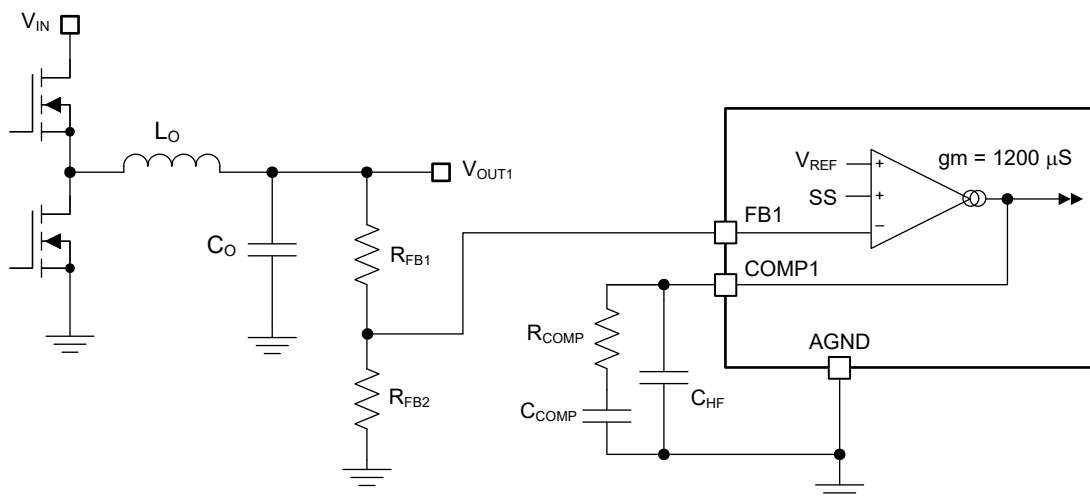 V_IN
L_O
V_OUT1
C_O
R_FB1
R_FB2
V_REF
SS
gm = 1200 µS
+
+
−
FB1
COMP1
R_COMP
C_COMP
C_HF
AGND